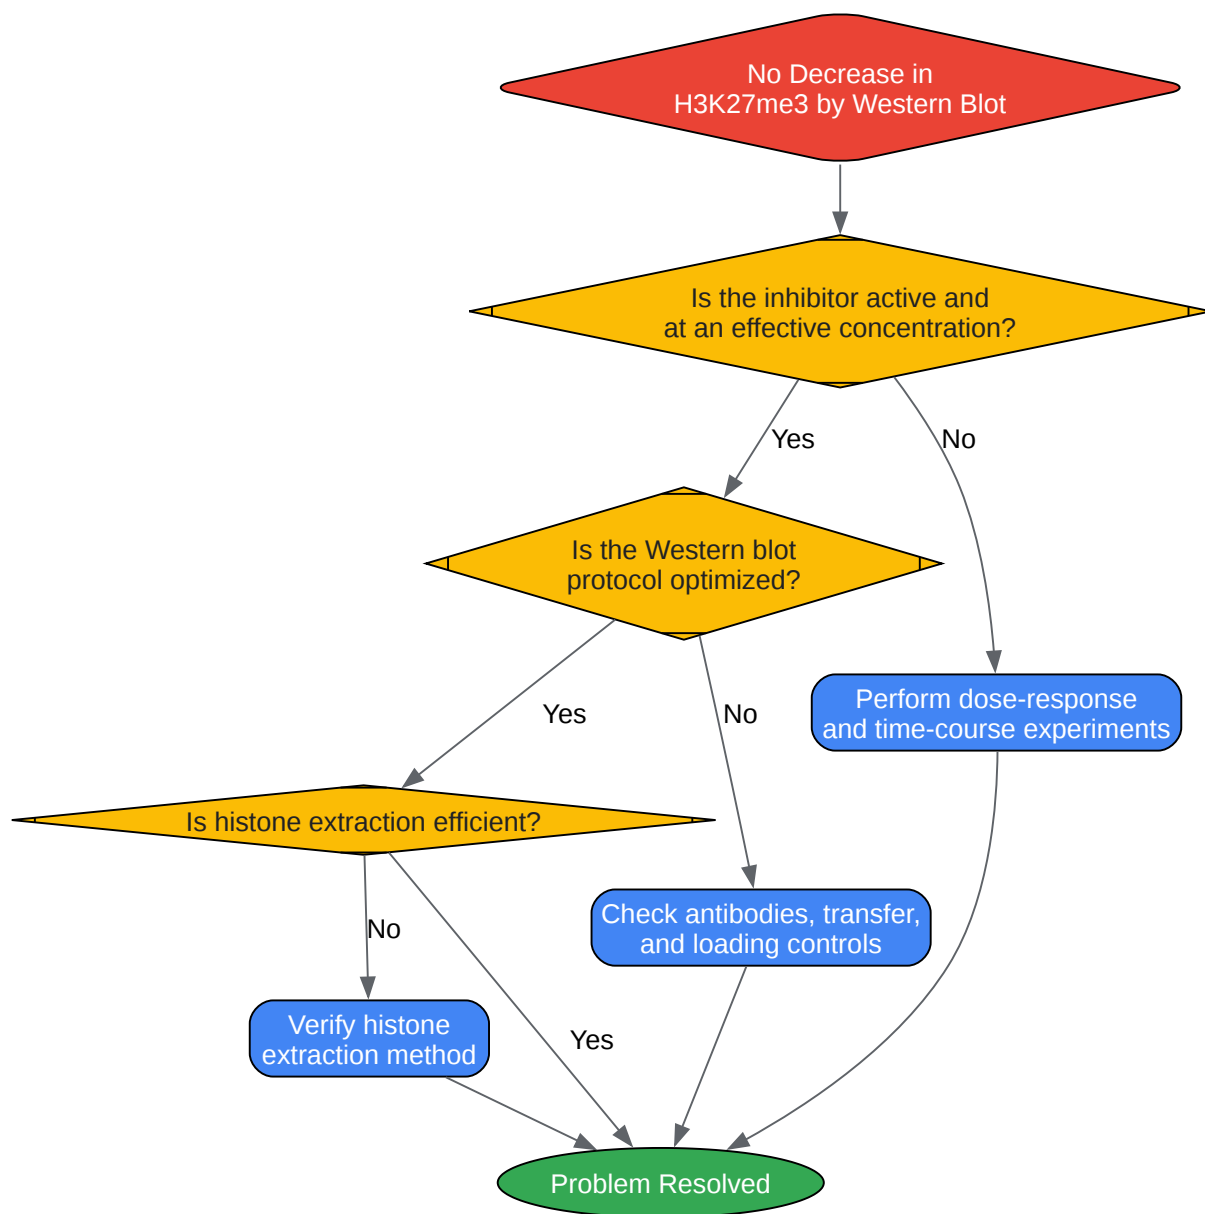 No Decrease in
H3K27me3 by Western Blot
Is the inhibitor active and
at an effective concentration?
Yes
No
Is the Western blot
protocol optimized?
Yes
No
Perform dose-response
and time-course experiments
Is histone extraction efficient?
No
Yes
Check antibodies, transfer,
and loading controls
Verify histone
extraction method
Problem Resolved